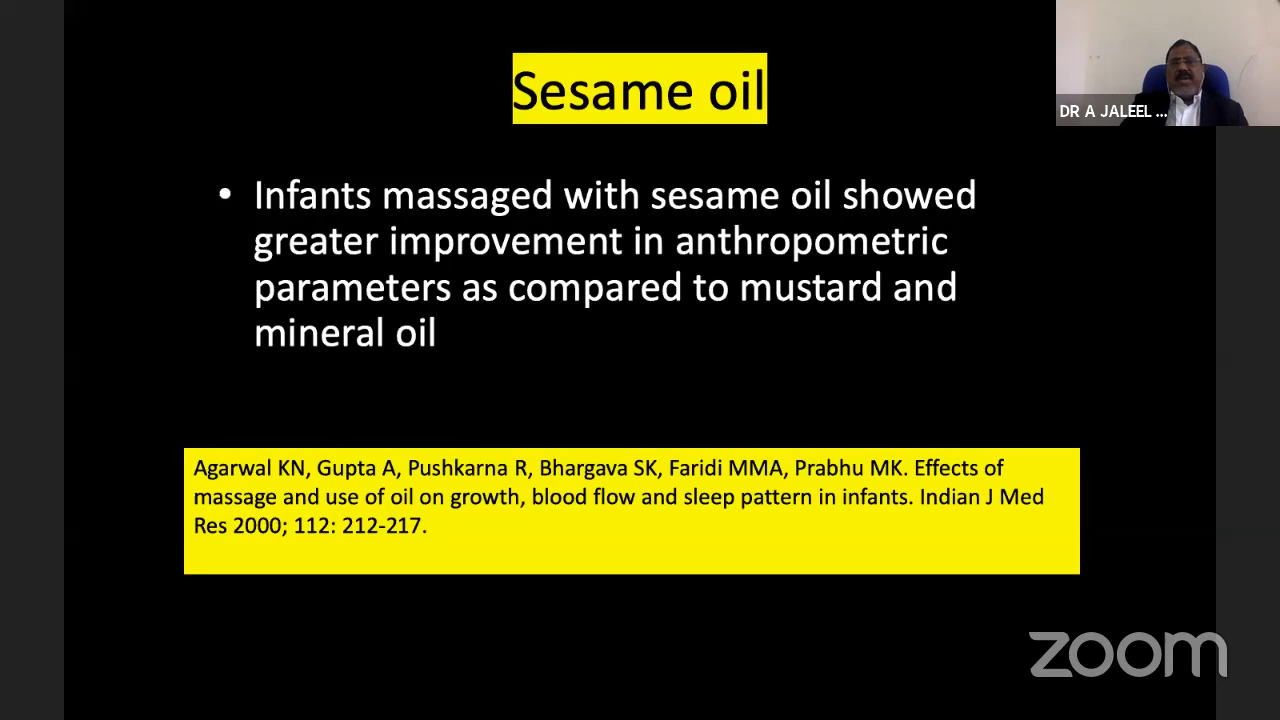 Sesame oil
DR A JALEEL ...
• Infants massaged with sesame oil showed
greater improvement in anthropometric
parameters as compared to mustard and
mineral oil
Agarwal KN, Gupta A, Pushkarna R, Bhargava SK, Faridi MMA, Prabhu MK. Effects of
massage and use of oil on growth, blood flow and sleep pattern in infants. Indian J Med
Res 2000; 112: 212-217.
zoom